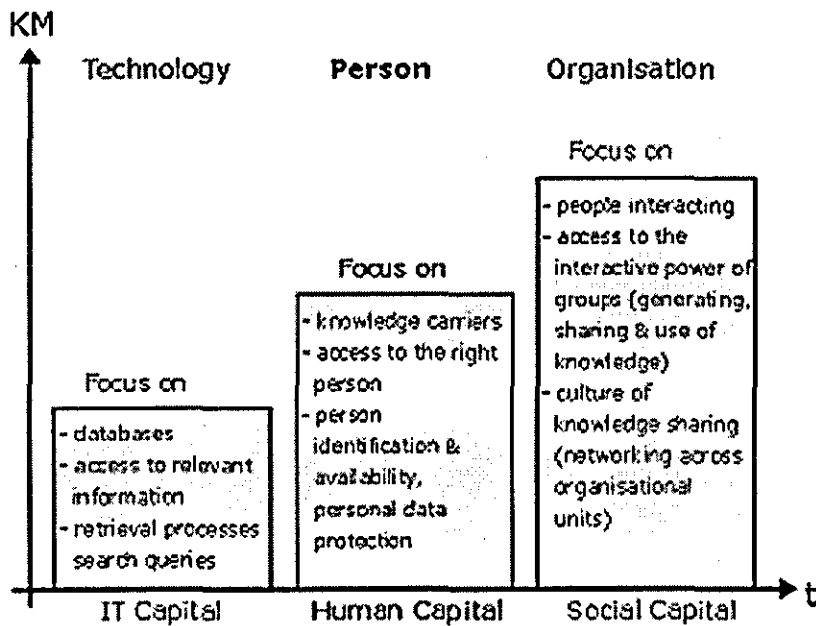 KM
Technology
Person
Organisation
Focus on
- databases
- access to relevant
information
- retrieval processes
search queries
Focus on
- knowledge carriers
- access to the right
person
- person
identification &
availability,
personal data
protection
Focus on
- people interacting
- access to the
interactive power of
groups (generating,
sharing & use of
knowledge)
- culture of
knowledge sharing
(networking across
organisational
units)
IT Capital
Human Capital
Social Capital
t